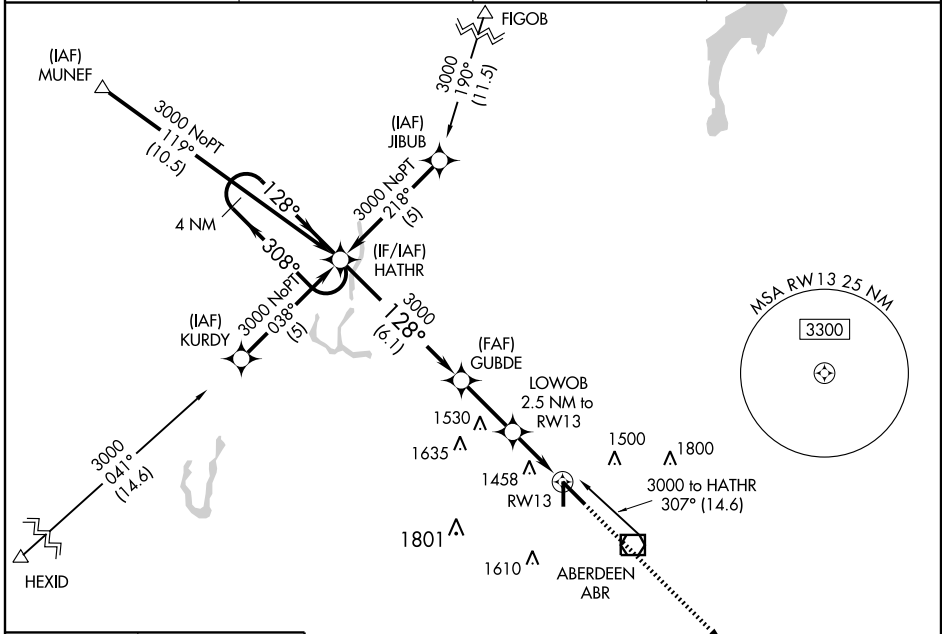 FIGOB
(IAF)
MUNEF
3000
190°
(11.5)
3000 NoPT
119°
(10.5)
(IAF)
JIBUB
128°
4 NM
3000 NoPT
218°
(5)
308°
(IF/IAF)
HATHR
3000 NoPT
038°
(5)
(IAF)
KURDY
3000
128°
(6.1)
MSA RW13 25 NM
3300
(FAF)
GUBDE
LOWOB
2.5 NM to
RW13
1530
1635
1458
1500
1800
3000
041°
(14.6)
RW13
3000 to HATHR
307° (14.6)
1801
1610
HEXID
ABERDEEN
ABR